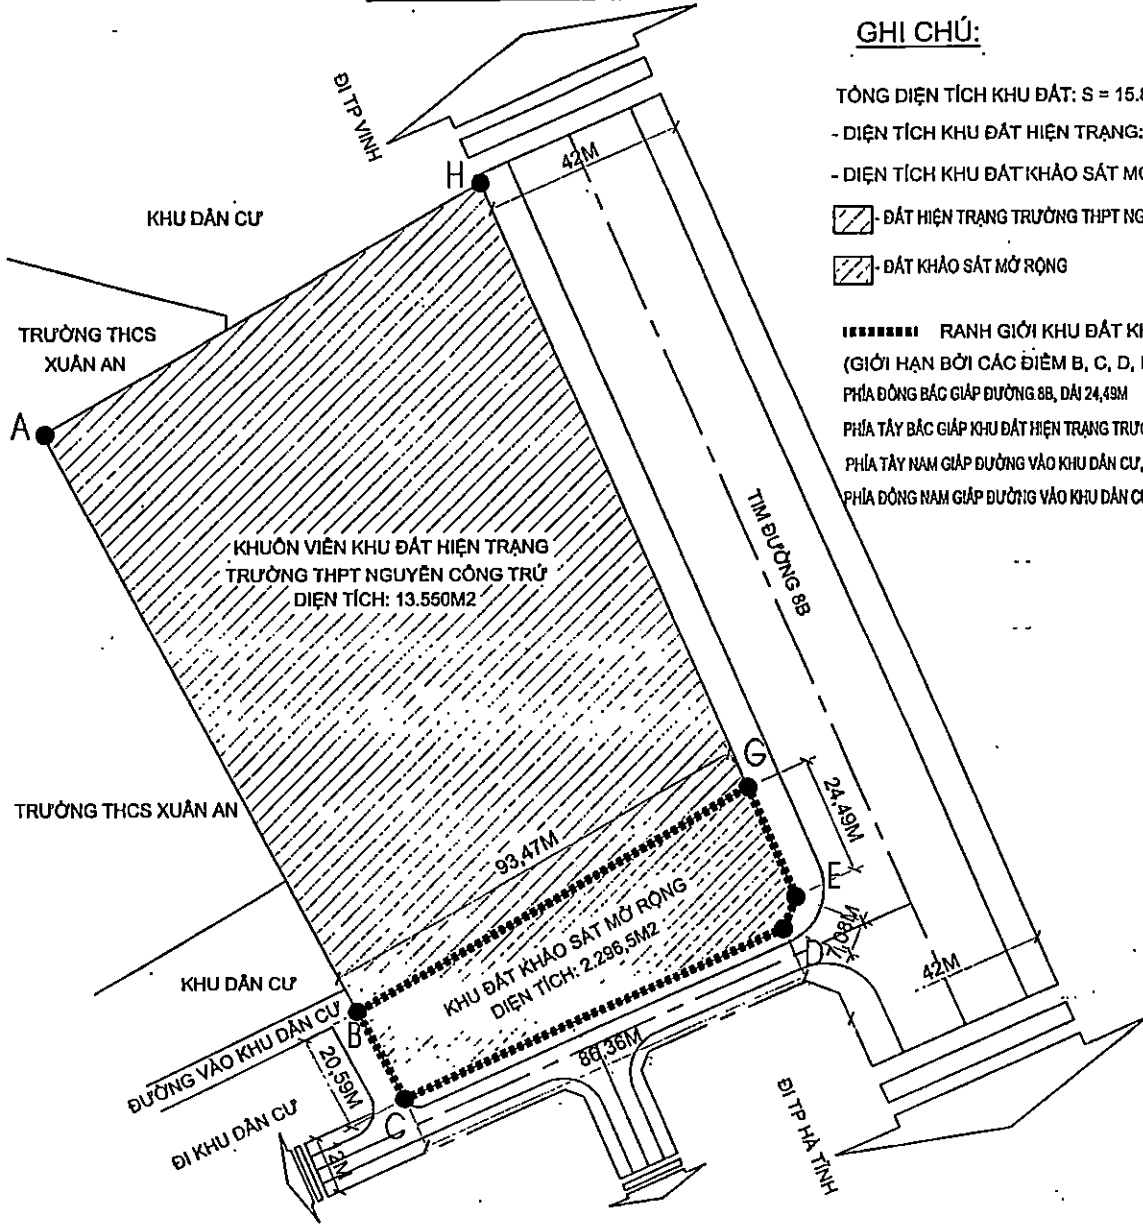 GHI CHÚ:
TỔNG DIỆN TÍCH KHU ĐẤT: S = 15.8
- DIỆN TÍCH KHU ĐẤT HIỆN TRẠNG:
- DIỆN TÍCH KHU ĐẤT KHẢO SÁT MỞ
- ĐẤT HIỆN TRẠNG TRƯỜNG THPT NG
- ĐẤT KHẢO SÁT MỞ RỘNG
RANH GIỚI KHU ĐẤT
(GIỚI HẠN BỞI CÁC ĐIỂM B, C, D,
PHÍA ĐÔNG BẮC GIÁP ĐƯỜNG 8B, DÀI 24,49M
PHÍA TÂY BẮC GIÁP KHU ĐẤT HIỆN TRẠNG
PHÍA TÂY NAM GIÁP ĐƯỜNG VÀO KHU DÂN CƯ,
PHÍA ĐÔNG NAM GIÁP ĐƯỜNG VÀO KHU DÂN
ĐI TP VINH
H
42M
KHU DÂN CƯ
TRƯỜNG THCS
XUÂN AN
A
TIM ĐƯỜNG 8B
KHUÔN VIÊN KHU ĐẤT HIỆN TRẠNG
TRƯỜNG THPT NGUYỄN CÔNG TRỨ
DIỆN TÍCH: 13.550M2
G
TRƯỜNG THCS XUÂN AN
93,47M
24,49M
E
KHU ĐẤT KHẢO SÁT MỞ RỘNG
DIỆN TÍCH: 2.296,5M2
D
7,08M
42M
KHU DÂN CƯ
B
ĐƯỜNG VÀO KHU DÂN CƯ
20,59M
86,36M
C
ĐI KHU DÂN CƯ
12M
ĐI TP HÀ TĨNH